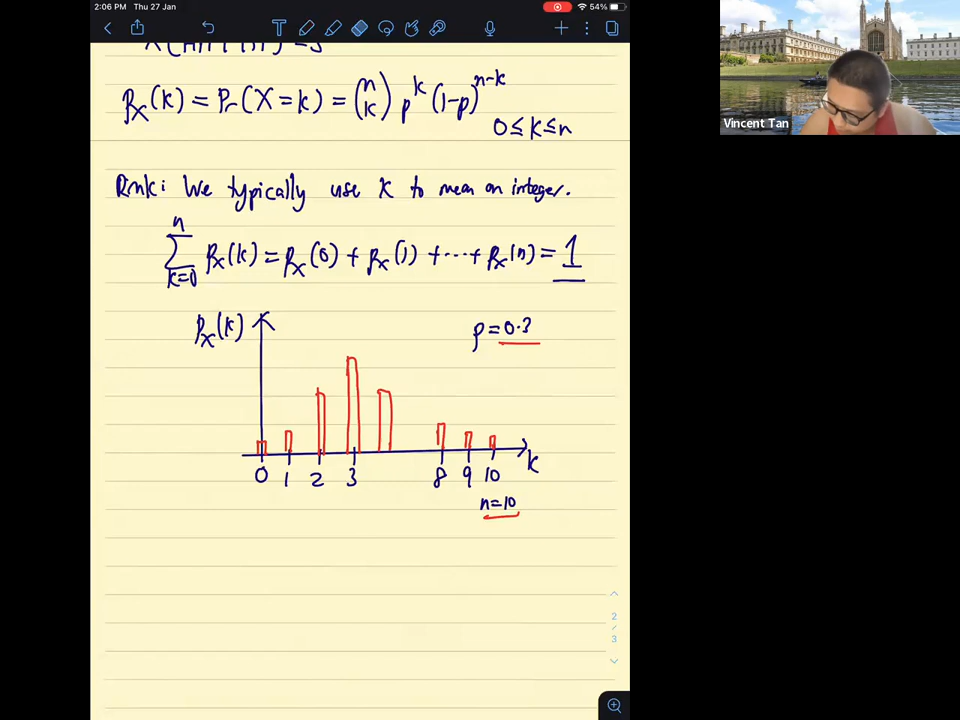 2:06 PM Thu 27 Jan
54%
Vincent Tan
p_X(k) = Pr(X=k) = (n k) p^k (1-p)^{n-k}
0 ≤ k ≤ n
Rmk: We typically use k to mean an integer.
∑_{k=0}^{n} p_X(k) = p_X(0) + p_X(1) + ... + p_X(n) = 1
p_X(k)
p = 0.3
0 1 2 3 8 9 10 k
n=10
2
/
3